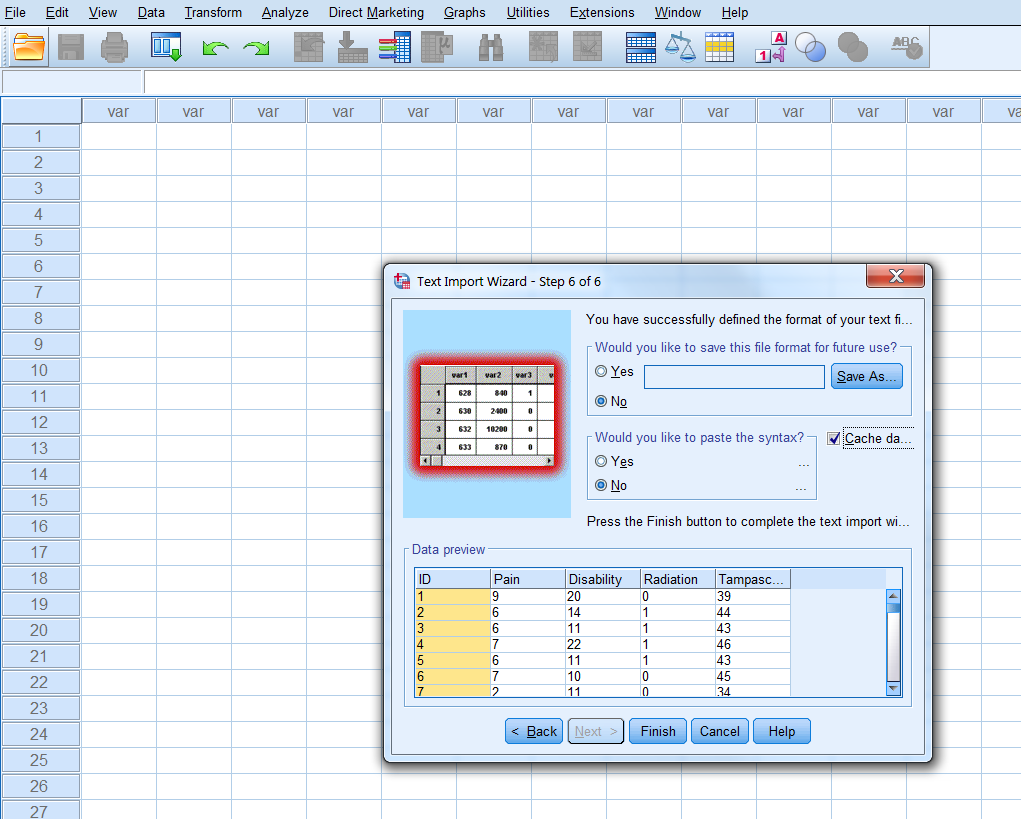 File Edit View Data Transform Analyze Direct Marketing Graphs Utilities Extensions Window Help
1 A ABC
var var var var var var var var var var var var va
1
2
3
4
5
6
7
8
9
10
11
12
13
14
15
16
17
18
19
20
21
22
23
24
25
26
27
Text Import Wizard - Step 6 of 6
var1 var2 var3 v
1 628 840 1
2 630 2400 0
3 632 10200 0
4 633 870 0
You have successfully defined the format of your text fi...
Would you like to save this file format for future use?
Yes Save As...
No
Would you like to paste the syntax? Cache da...
Yes ...
No ...
Press the Finish button to complete the text import wi...
Data preview
ID Pain Disability Radiation Tampasc...
1 9 20 0 39
2 6 14 1 44
3 6 11 1 43
4 7 22 1 46
5 6 11 1 43
6 7 10 0 45
7 2 11 0 34
< Back Next > Finish Cancel Help